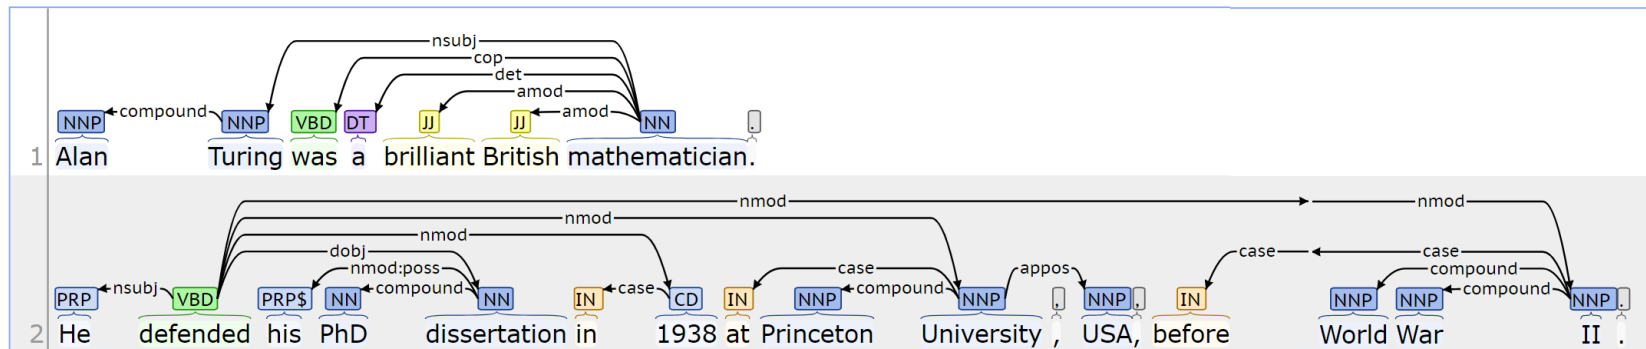 nsubj
cop
det
amod
NNP compound NNP VBD DT JJ JJ amod NN .
1 Alan Turing was a brilliant British mathematician.
nmod nmod
nmod
nmod
dobj case case
nmod:poss case appos compound
PRP nsubj VBD PRP$ NN compound NN IN case CD IN NNP compound NNP , NNP , IN NNP NNP compound NNP .
2 He defended his PhD dissertation in 1938 at Princeton University , USA, before World War II .